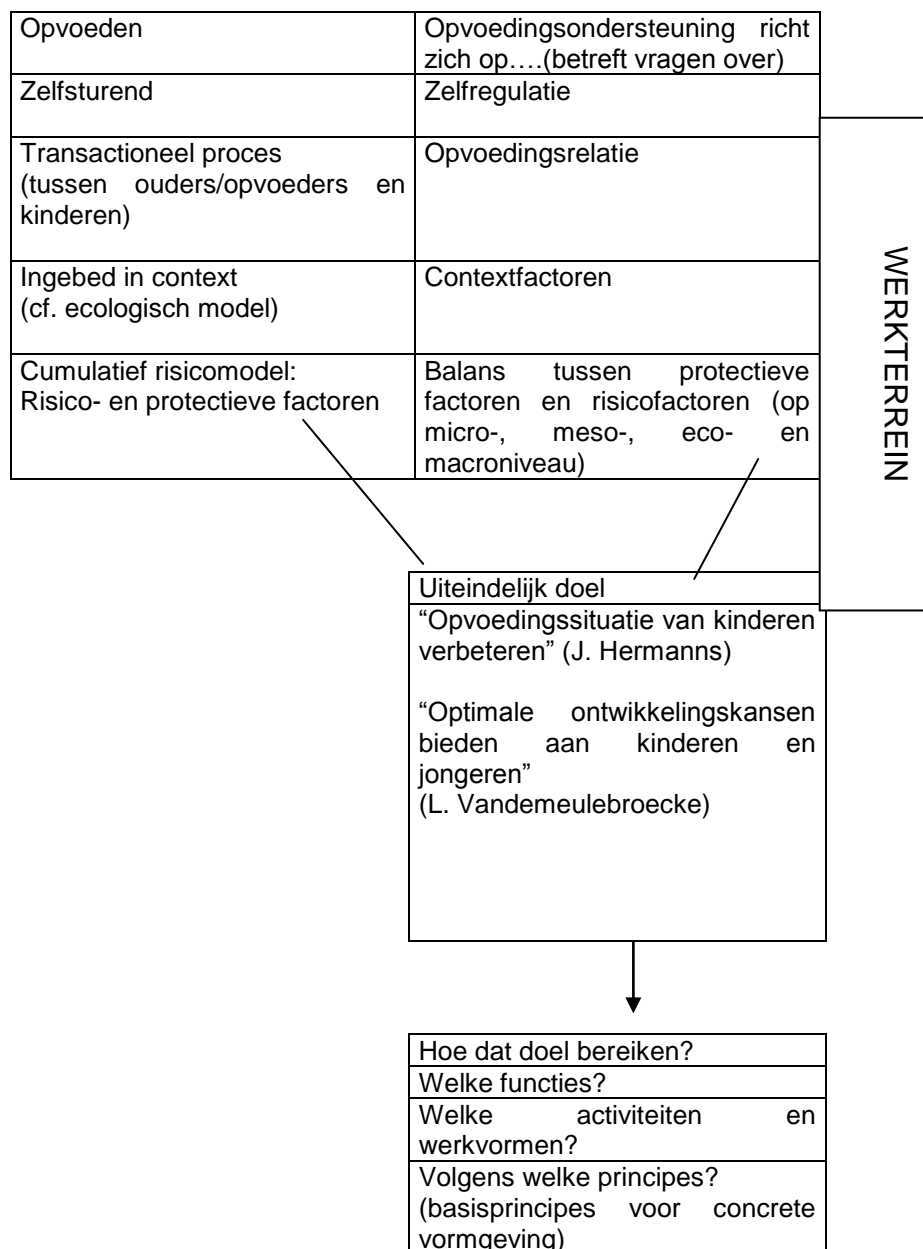 Opvoeden
Opvoedingsondersteuning richt
zich op….(betreft vragen over)
Zelfsturend
Zelfregulatie
Transactioneel proces
(tussen ouders/opvoeders en
kinderen)
Opvoedingsrelatie
Ingebed in context
(cf. ecologisch model)
Contextfactoren
Cumulatief risicomodel:
Risico- en protectieve factoren
Balans tussen protectieve
factoren en risicofactoren (op
micro-, meso-, eco- en
macroniveau)
WERKTERREIN
Uiteindelijk doel
“Opvoedingssituatie van kinderen
verbeteren” (J. Hermanns)
“Optimale ontwikkelingskansen
bieden aan kinderen en
jongeren”
(L. Vandemeulebroecke)
Hoe dat doel bereiken?
Welke functies?
Welke activiteiten en
werkvormen?
Volgens welke principes?
(basisprincipes voor concrete
vormgeving)